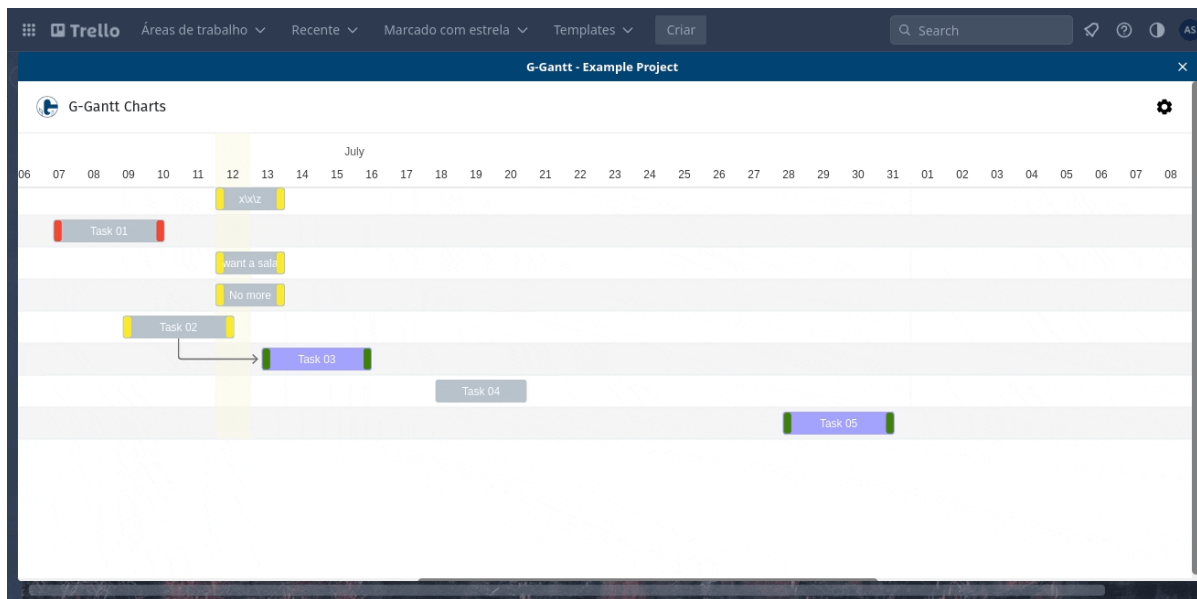 Trello Áreas de trabalho Recente Marcado com estrela Templates Criar Search AS
G-Gantt - Example Project
G-Gantt Charts
July
06 07 08 09 10 11 12 13 14 15 16 17 18 19 20 21 22 23 24 25 26 27 28 29 30 31 01 02 03 04 05 06 07 08
x\x\z
Task 01
want a sala
No more
Task 02
Task 03
Task 04
Task 05